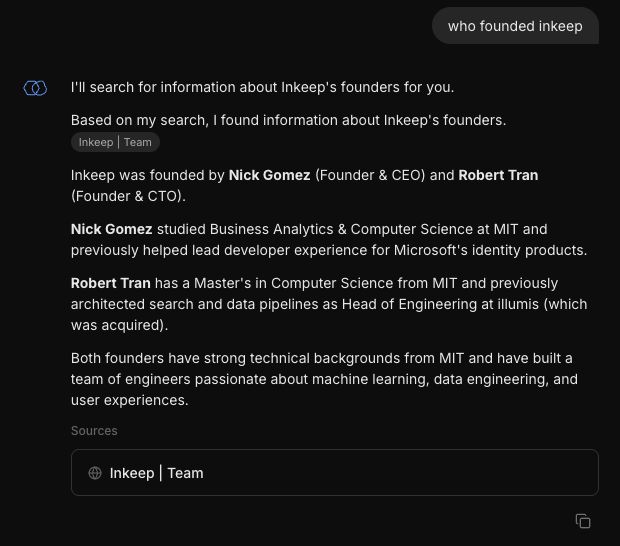 who founded inkeep
I'll search for information about Inkeep's founders for you.
Based on my search, I found information about Inkeep's founders.
Inkeep | Team
Inkeep was founded by Nick Gomez (Founder & CEO) and Robert Tran
(Founder & CTO).
Nick Gomez studied Business Analytics & Computer Science at MIT and
previously helped lead developer experience for Microsoft's identity products.
Robert Tran has a Master's in Computer Science from MIT and previously
architected search and data pipelines as Head of Engineering at illumis (which
was acquired).
Both founders have strong technical backgrounds from MIT and have built a
team of engineers passionate about machine learning, data engineering, and
user experiences.
Sources
Inkeep | Team